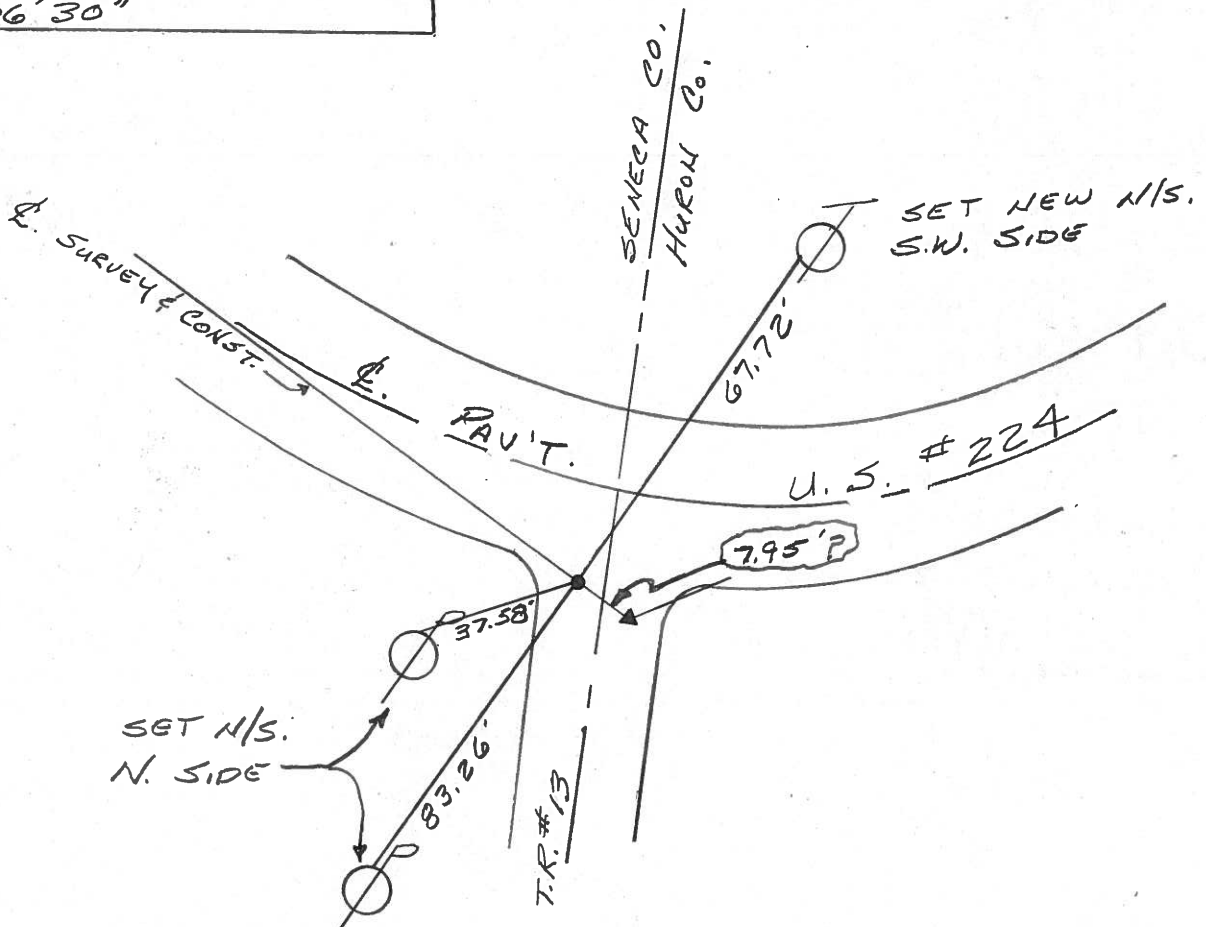 06'30"
SENECA CO.
HURON Co.
SET NEW N/S.
S.W. SIDE
℄. SURVEY & CONST.
67.72'
℄.
PAV'T.
U.S. #224
7.95'?
37.58'
SET N/S.
N. SIDE
83.26'
T.R. #13